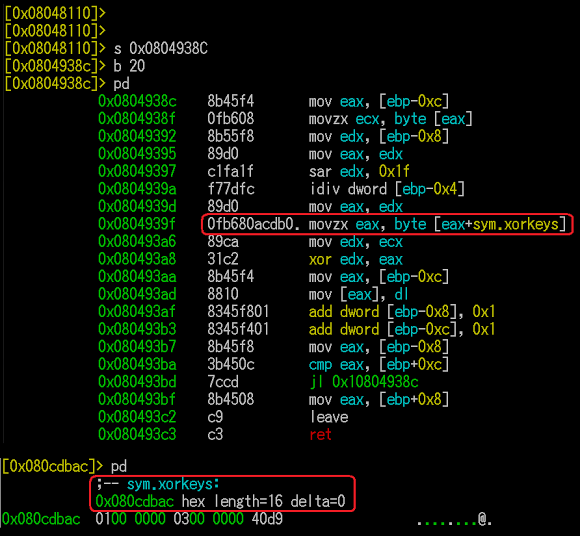 [0x08048110]>
[0x08048110]>
[0x08048110]> s 0x0804938C
[0x0804938c]> b 20
[0x0804938c]> pd
0x0804938c 8b45f4 mov eax, [ebp-0xc]
0x0804938f 0fb608 movzx ecx, byte [eax]
0x08049392 8b55f8 mov edx, [ebp-0x8]
0x08049395 89d0 mov eax, edx
0x08049397 c1fa1f sar edx, 0x1f
0x0804939a f77dfc idiv dword [ebp-0x4]
0x0804939d 89d0 mov eax, edx
0x0804939f 0fb680acdb0. movzx eax, byte [eax+sym.xorkeys]
0x080493a6 89ca mov edx, ecx
0x080493a8 31c2 xor edx, eax
0x080493aa 8b45f4 mov eax, [ebp-0xc]
0x080493ad 8810 mov [eax], dl
0x080493af 8345f801 add dword [ebp-0x8], 0x1
0x080493b3 8345f401 add dword [ebp-0xc], 0x1
0x080493b7 8b45f8 mov eax, [ebp-0x8]
0x080493ba 3b450c cmp eax, [ebp+0xc]
0x080493bd 7ccd jl 0x10804938c
0x080493bf 8b4508 mov eax, [ebp+0x8]
0x080493c2 c9 leave
0x080493c3 c3 ret
[0x080cdbac]> pd
;-- sym.xorkeys:
0x080cdbac hex length=16 delta=0
0x080cdbac 0100 0000 0300 0000 40d9 ........@.